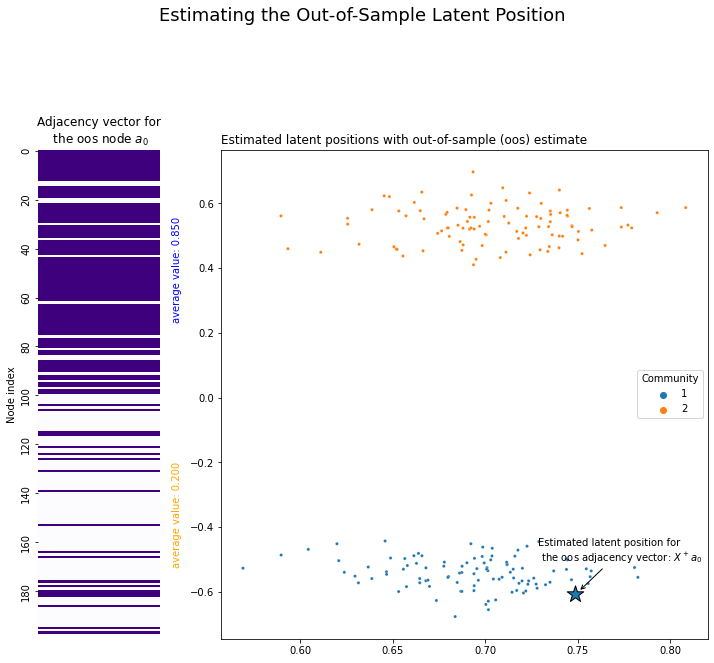 Estimating the Out-of-Sample Latent Position
Adjacency vector for
the oos node a₀
Node index
0
20
40
60
80
100
120
140
160
180
average value: 0.850
average value: 0.200
Estimated latent positions with out-of-sample (oos) estimate
0.6
0.4
0.2
0.0
−0.2
−0.4
−0.6
Community
1
2
Estimated latent position for
the oos adjacency vector: X⁺a₀
0.60
0.65
0.70
0.75
0.80